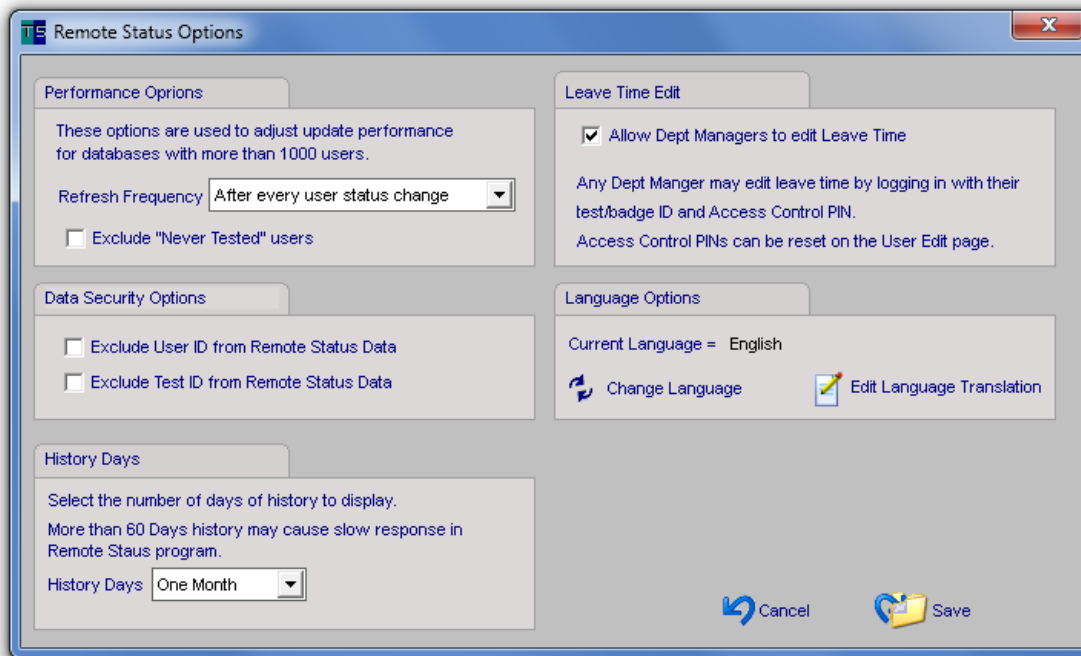 TS Remote Status Options
Performance Oprions
These options are used to adjust update performance
for databases with more than 1000 users.
Refresh Frequency After every user status change
Exclude "Never Tested" users
Leave Time Edit
Allow Dept Managers to edit Leave Time
Any Dept Manger may edit leave time by logging in with their
test/badge ID and Access Control PIN.
Access Control PINs can be reset on the User Edit page.
Data Security Options
Exclude User ID from Remote Status Data
Exclude Test ID from Remote Status Data
Language Options
Current Language = English
Change Language
Edit Language Translation
History Days
Select the number of days of history to display.
More than 60 Days history may cause slow response in
Remote Staus program.
History Days One Month
Cancel
Save